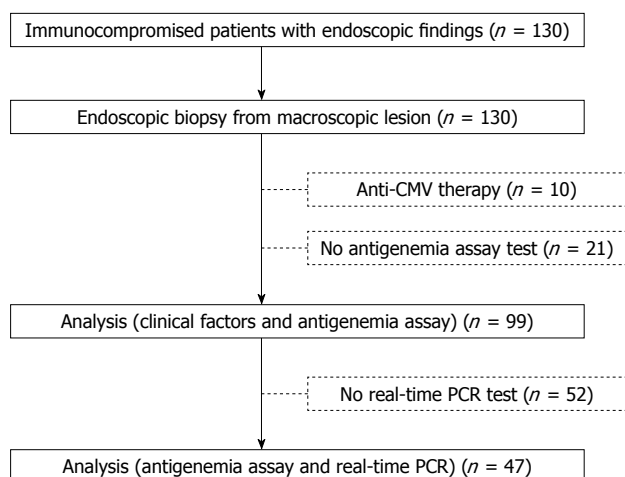 Immunocompromised patients with endoscopic findings (n = 130)
Endoscopic biopsy from macroscopic lesion (n = 130)
Anti-CMV therapy (n = 10)
No antigenemia assay test (n = 21)
Analysis (clinical factors and antigenemia assay) (n = 99)
No real-time PCR test (n = 52)
Analysis (antigenemia assay and real-time PCR) (n = 47)